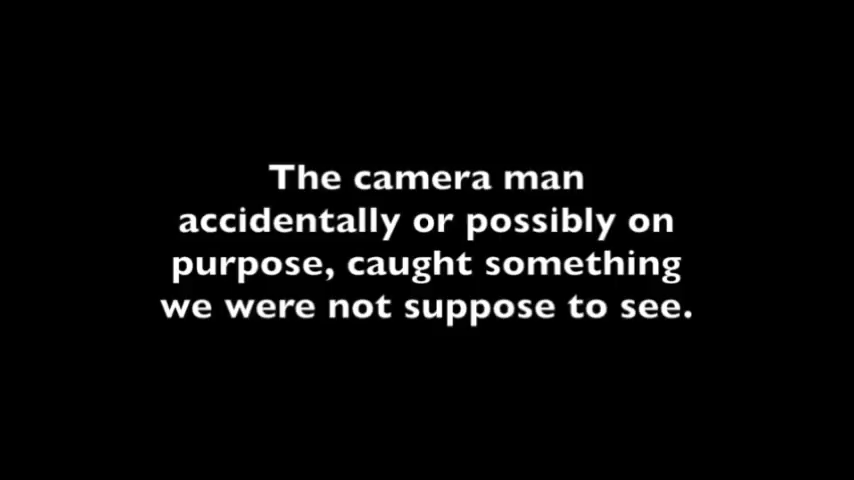 The camera man
accidentally or possibly on
purpose, caught something
we were not suppose to see.